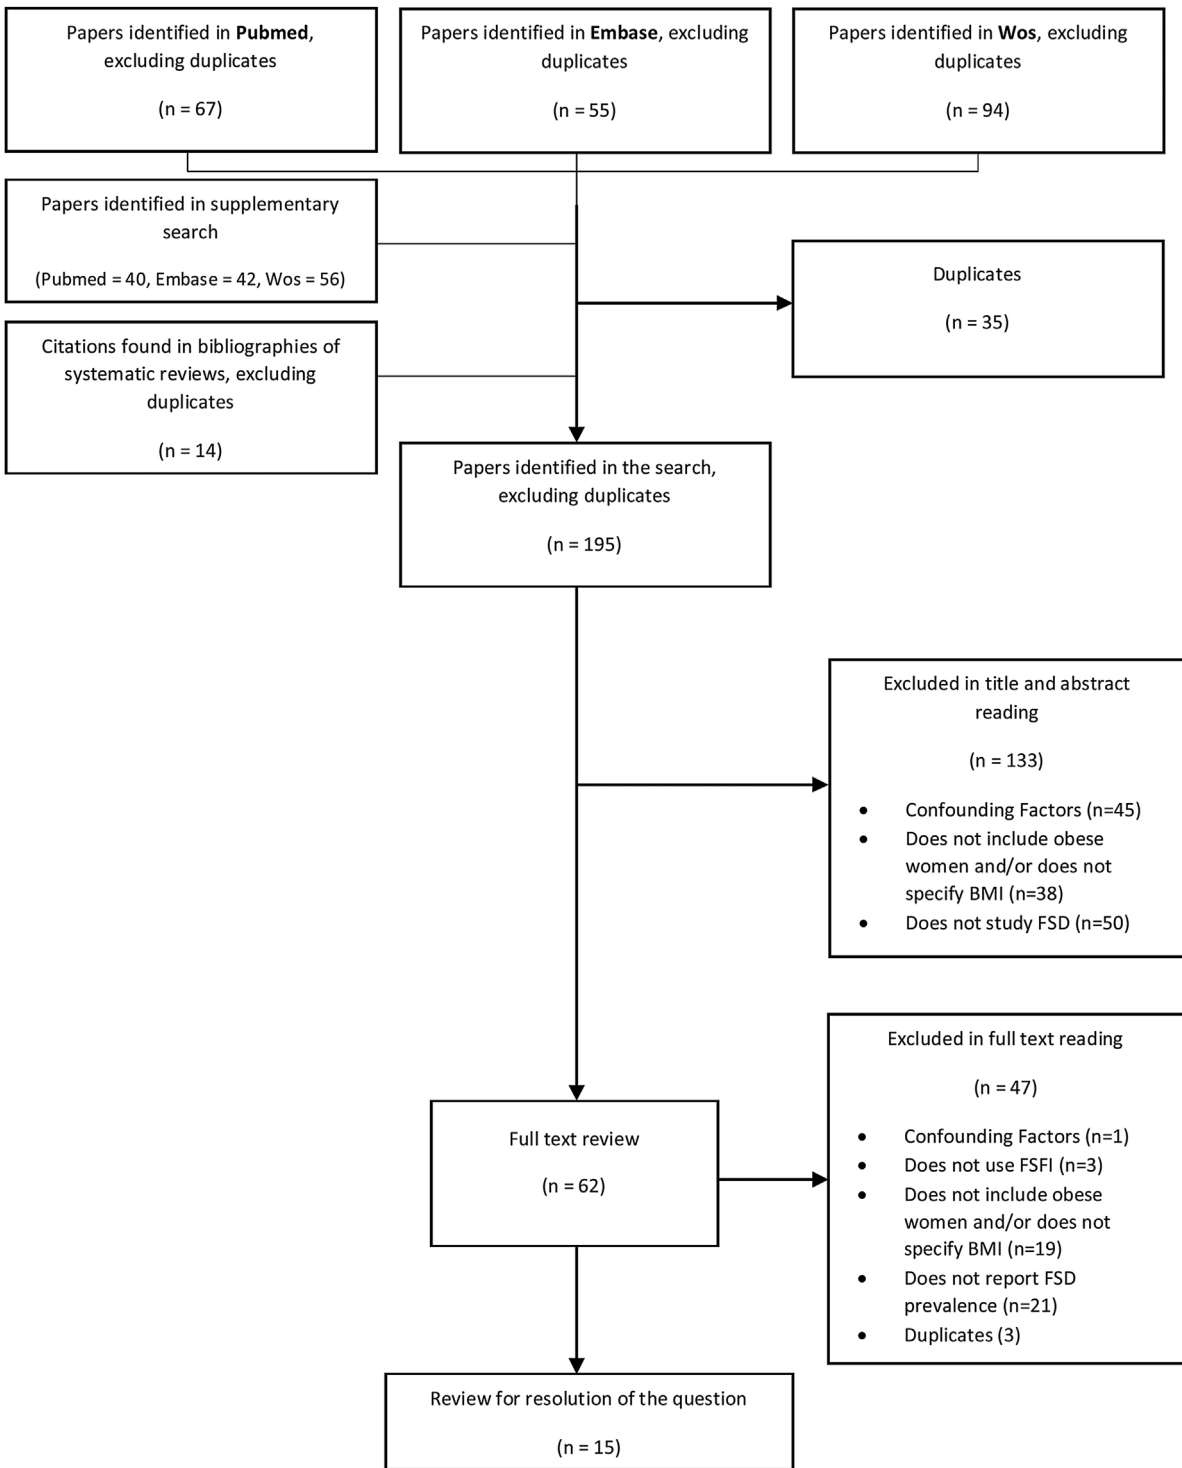 Papers identified in Pubmed,
excluding duplicates
(n = 67)
Papers identified in Embase, excluding
duplicates
(n = 55)
Papers identified in Wos, excluding
duplicates
(n = 94)
Papers identified in supplementary
search
(Pubmed = 40, Embase = 42, Wos = 56)
Duplicates
(n = 35)
Citations found in bibliographies of
systematic reviews, excluding
duplicates
(n = 14)
Papers identified in the search,
excluding duplicates
(n = 195)
Excluded in title and abstract
reading
(n = 133)
• Confounding Factors (n=45)
• Does not include obese
women and/or does not
specify BMI (n=38)
• Does not study FSD (n=50)
Full text review
(n = 62)
Excluded in full text reading
(n = 47)
• Confounding Factors (n=1)
• Does not use FSFI (n=3)
• Does not include obese
women and/or does not
specify BMI (n=19)
• Does not report FSD
prevalence (n=21)
• Duplicates (3)
Review for resolution of the question
(n = 15)